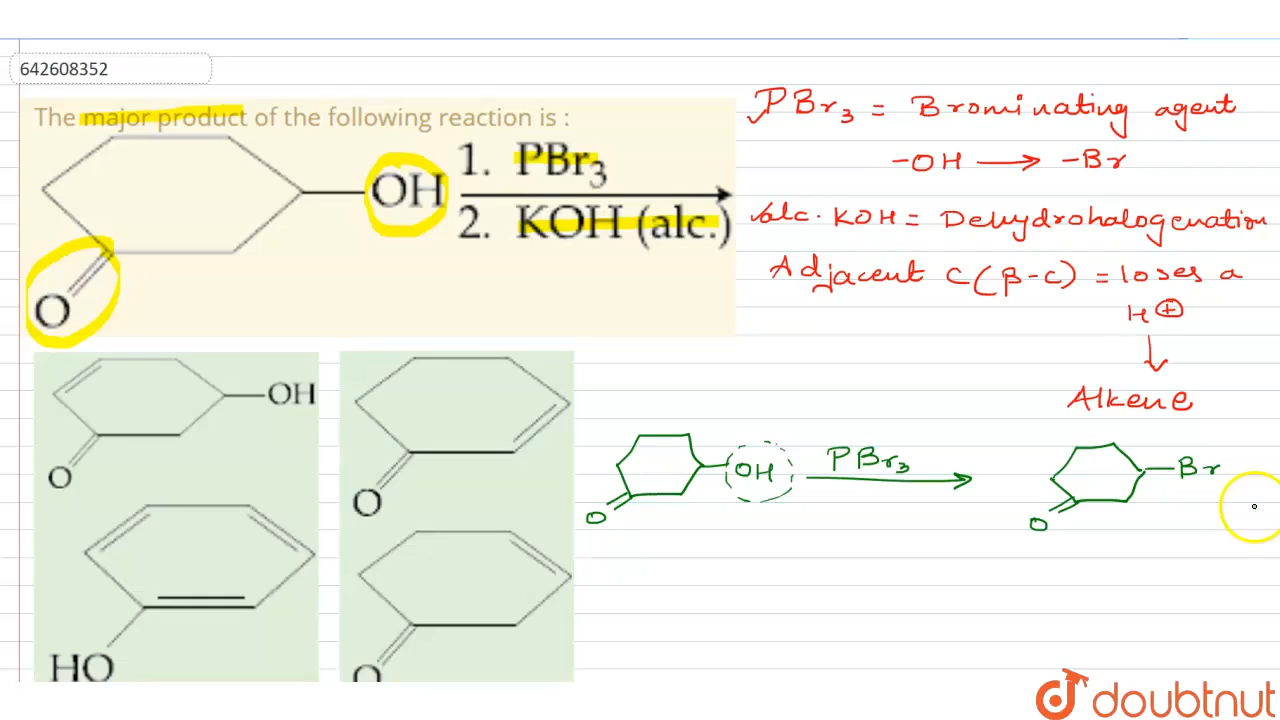 642608352
The major product of the following reaction is :
OH
O
1. PBr3
2. KOH (alc.)
PBr3 = Brominating agent
-OH → -Br
alc. KOH = Dehydrohalogenation
Adjacent C (β-C) = loses a
H⊕
↓
Alkene
OH
O
O
HO
O
OH
O
PBr3
Br
O
doubtnut